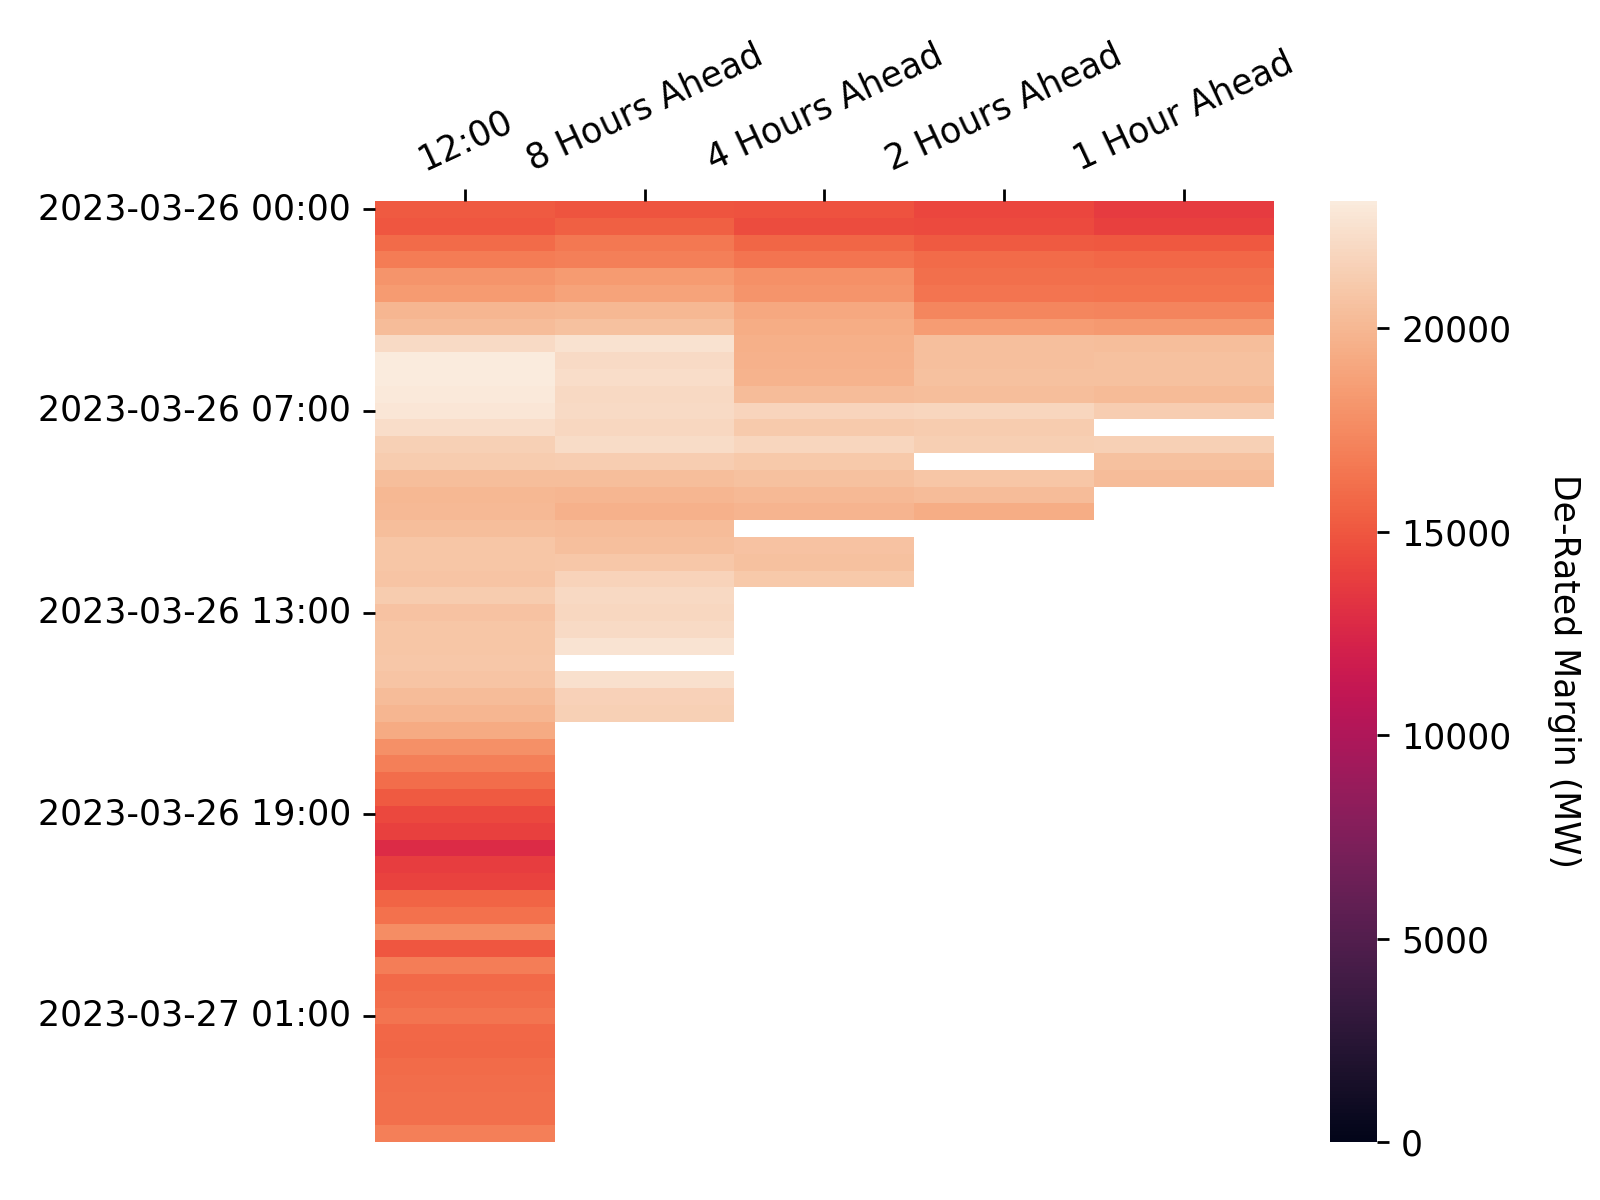 12:00
8 Hours Ahead
4 Hours Ahead
2 Hours Ahead
1 Hour Ahead
2023-03-26 00:00
2023-03-26 07:00
2023-03-26 13:00
2023-03-26 19:00
2023-03-27 01:00
20000
15000
10000
5000
0
De-Rated Margin (MW)